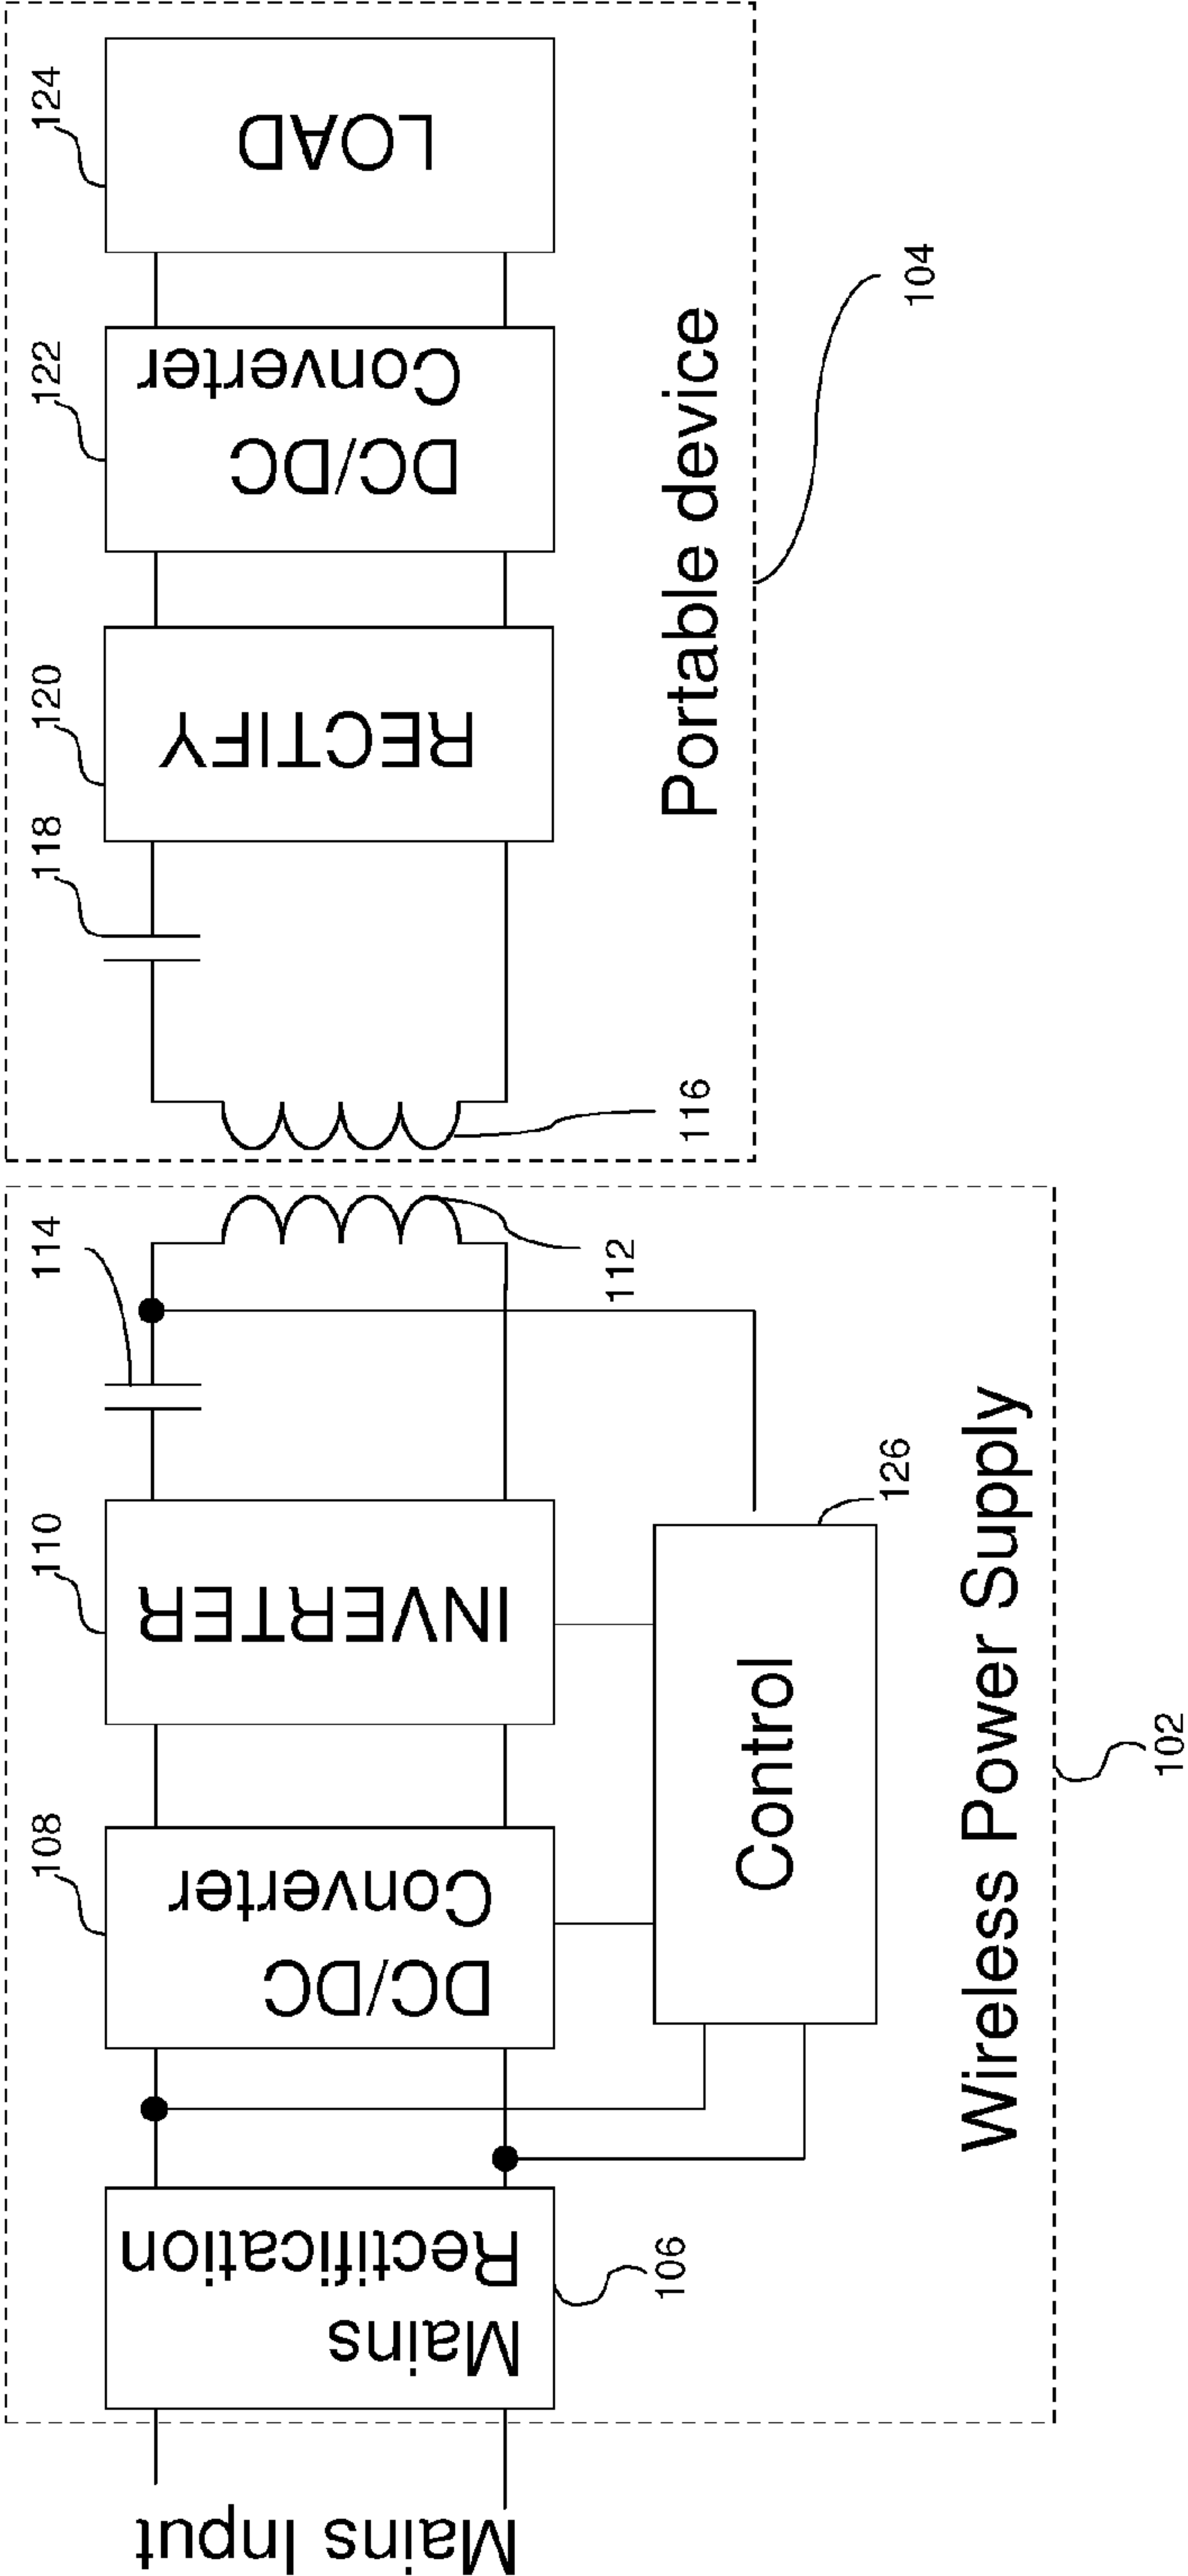 Mains Input
Mains
Rectification
106
DC/DC
Converter
108
INVERTER
110
114
112
Control
126
Wireless Power Supply
102
116
118
RECTIFY
120
DC/DC
Converter
122
LOAD
124
Portable device
104